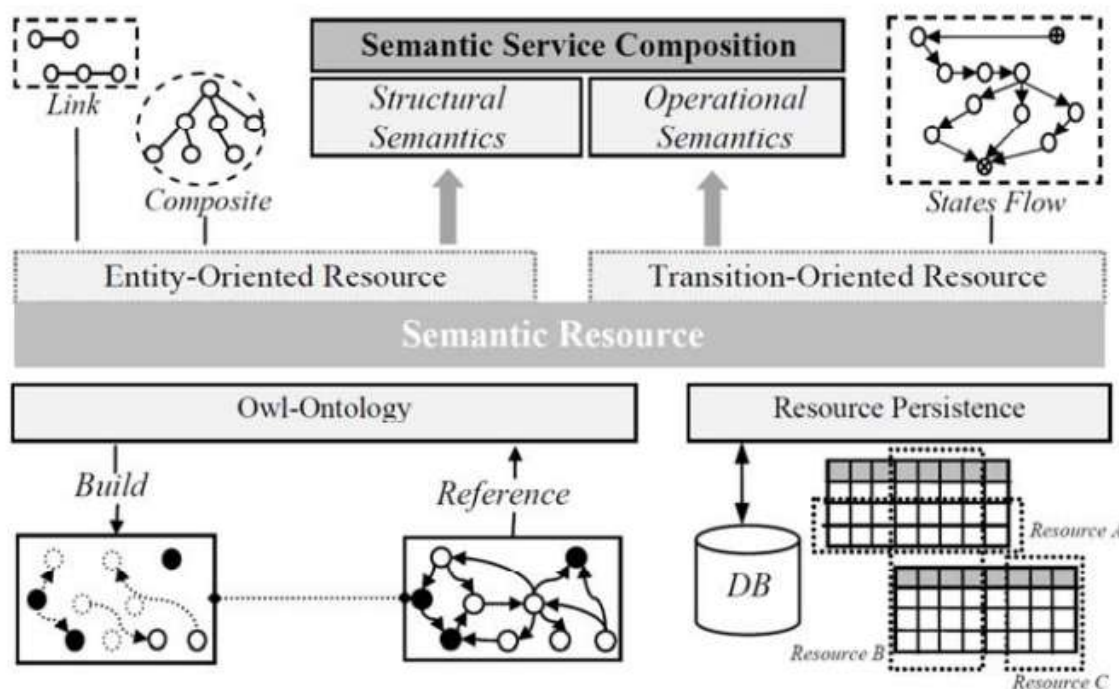 Semantic Service Composition
Link
Structural
Semantics
Operational
Semantics
Composite
States Flow
Entity-Oriented Resource
Transition-Oriented Resource
Semantic Resource
Owl-Ontology
Resource Persistence
Build
Reference
DB
Resource A
Resource B
Resource C